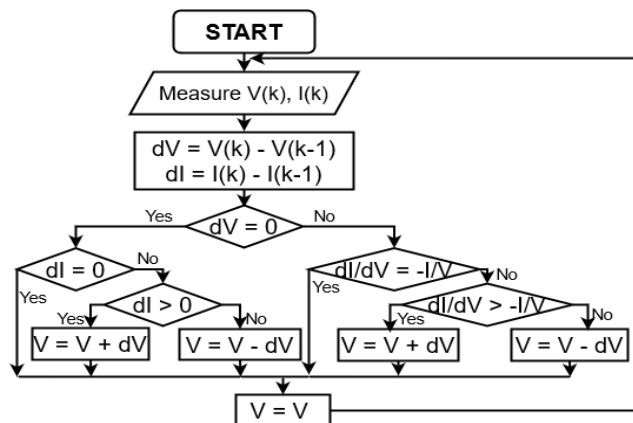 START
Measure V(k), I(k)
dV = V(k) - V(k-1)
dI = I(k) - I(k-1)
Yes
dV = 0
No
dI = 0
No
dI/dV = -I/V
No
Yes
dI > 0
Yes
dI/dV > -I/V
Yes
No
Yes
No
V = V + dV
V = V - dV
V = V + dV
V = V - dV
V = V